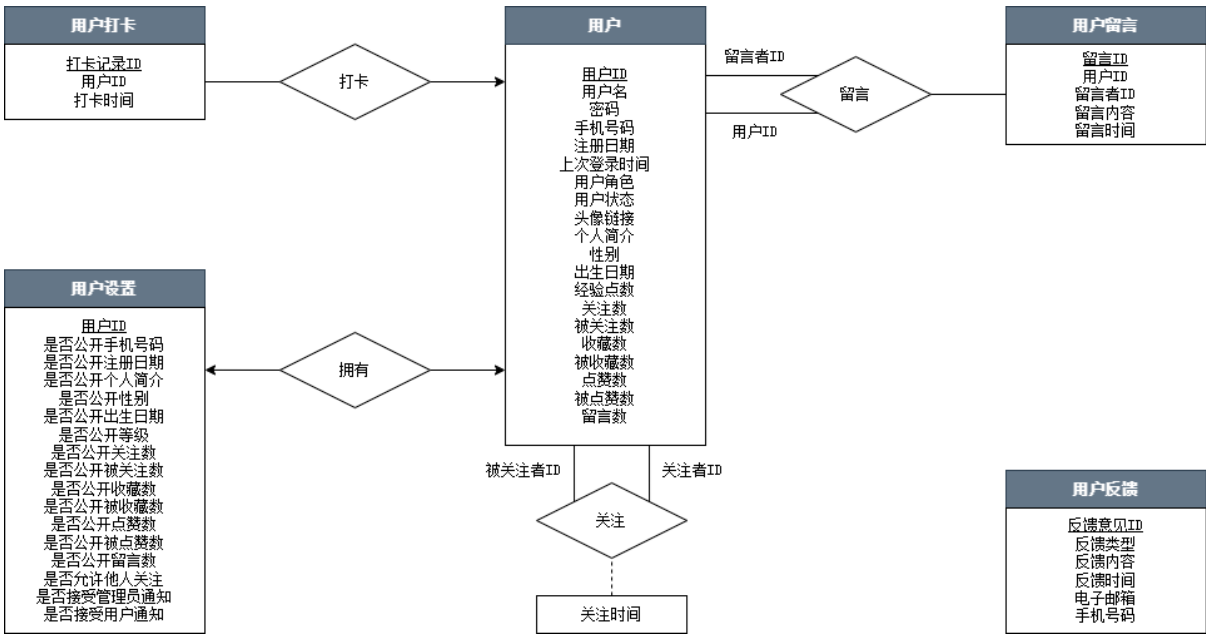 用户打卡
打卡记录ID
用户ID
打卡时间
打卡
用户
用户ID
用户名
密码
手机号码
注册日期
上次登录时间
用户角色
用户状态
头像链接
个人简介
性别
出生日期
经验点数
关注数
被关注数
收藏数
被收藏数
点赞数
被点赞数
留言数
留言者ID
用户ID
留言
用户留言
留言ID
用户ID
留言者ID
留言内容
留言时间
用户设置
用户ID
是否公开手机号码
是否公开注册日期
是否公开个人简介
是否公开性别
是否公开出生日期
是否公开等级
是否公开关注数
是否公开被关注数
是否公开收藏数
是否公开被收藏数
是否公开点赞数
是否公开被点赞数
是否公开留言数
是否允许他人关注
是否接受管理员通知
是否接受用户通知
拥有
被关注者ID
关注者ID
关注
关注时间
用户反馈
反馈意见ID
反馈类型
反馈内容
反馈时间
电子邮箱
手机号码